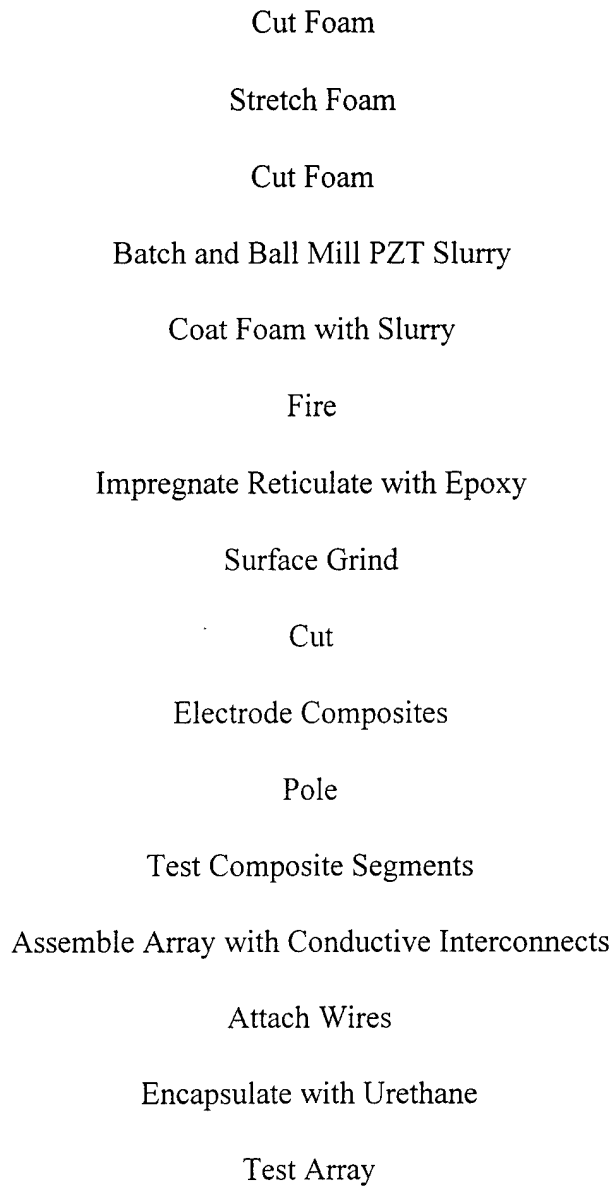 Cut Foam
Stretch Foam
Cut Foam
Batch and Ball Mill PZT Slurry
Coat Foam with Slurry
Fire
Impregnate Reticulate with Epoxy
Surface Grind
Cut
Electrode Composites
Pole
Test Composite Segments
Assemble Array with Conductive Interconnects
Attach Wires
Encapsulate with Urethane
Test Array